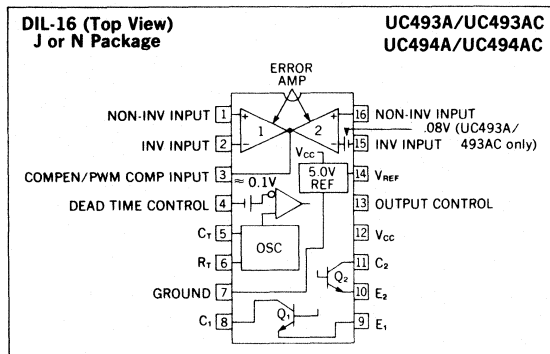 DIL-16 (Top View)
J or N Package
UC493A/UC493AC
UC494A/UC494AC
ERROR
AMP
NON-INV INPUT 1
+ 1 -
+ 2 -
16 NON-INV INPUT
.08V (UC493A/
493AC only)
INV INPUT 2
15 INV INPUT
VCC
COMPEN/PWM COMP INPUT 3
≈ 0.1V
5.0V
REF
14 VREF
DEAD TIME CONTROL 4
13 OUTPUT CONTROL
CT 5
OSC
12 VCC
RT 6
Q2
11 C2
GROUND 7
10 E2
C1 8
Q1
9 E1